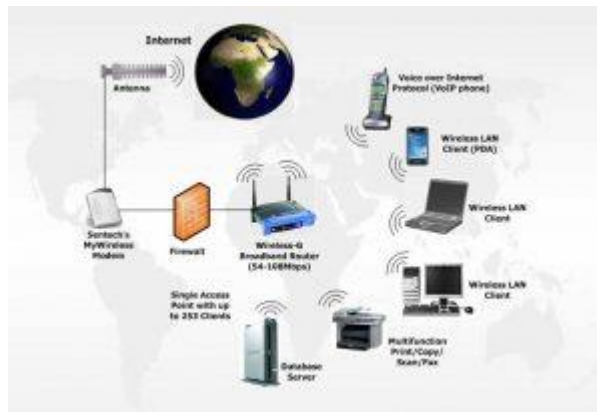 Internet
Antenna
Voice over Internet
Protocol (VoIP phone)
Wireless LAN
Client (PDA)
Wireless LAN
Client
Sentech's
MyWireless
Modem
Firewall
Wireless-G
Broadband Router
(54-108Mbps)
Wireless LAN
Client
Single Access
Point with up
to 253 Clients
Database
Server
Multifunction
Print/Copy/
Scan/Fax